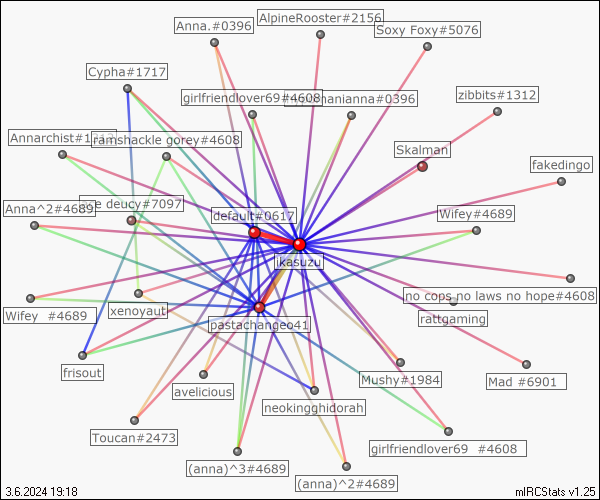 AlpineRooster#2156
Anna.#0396
Soxy Foxy#5076
Cypha#1717
girlfriendlover69#4608
zibbits#1312
Annarchist#1
ramshackle gorey#4608
Skalman
fakedingo
Anna^2#4689
deucy#7097
default#0617
Wifey#4689
ikasuzu
no cops no laws no hope#4608
xenoyaut
rattgaming
Wifey #4689
pastachangeo41
frisout
Mushy#1984
Mad #6901
avelicious
neokingghidorah
Toucan#2473
girlfriendlover69 #4608
(anna)^3#4689
(anna)^2#4689
3.6.2024 19:18
mIRCStats v1.25